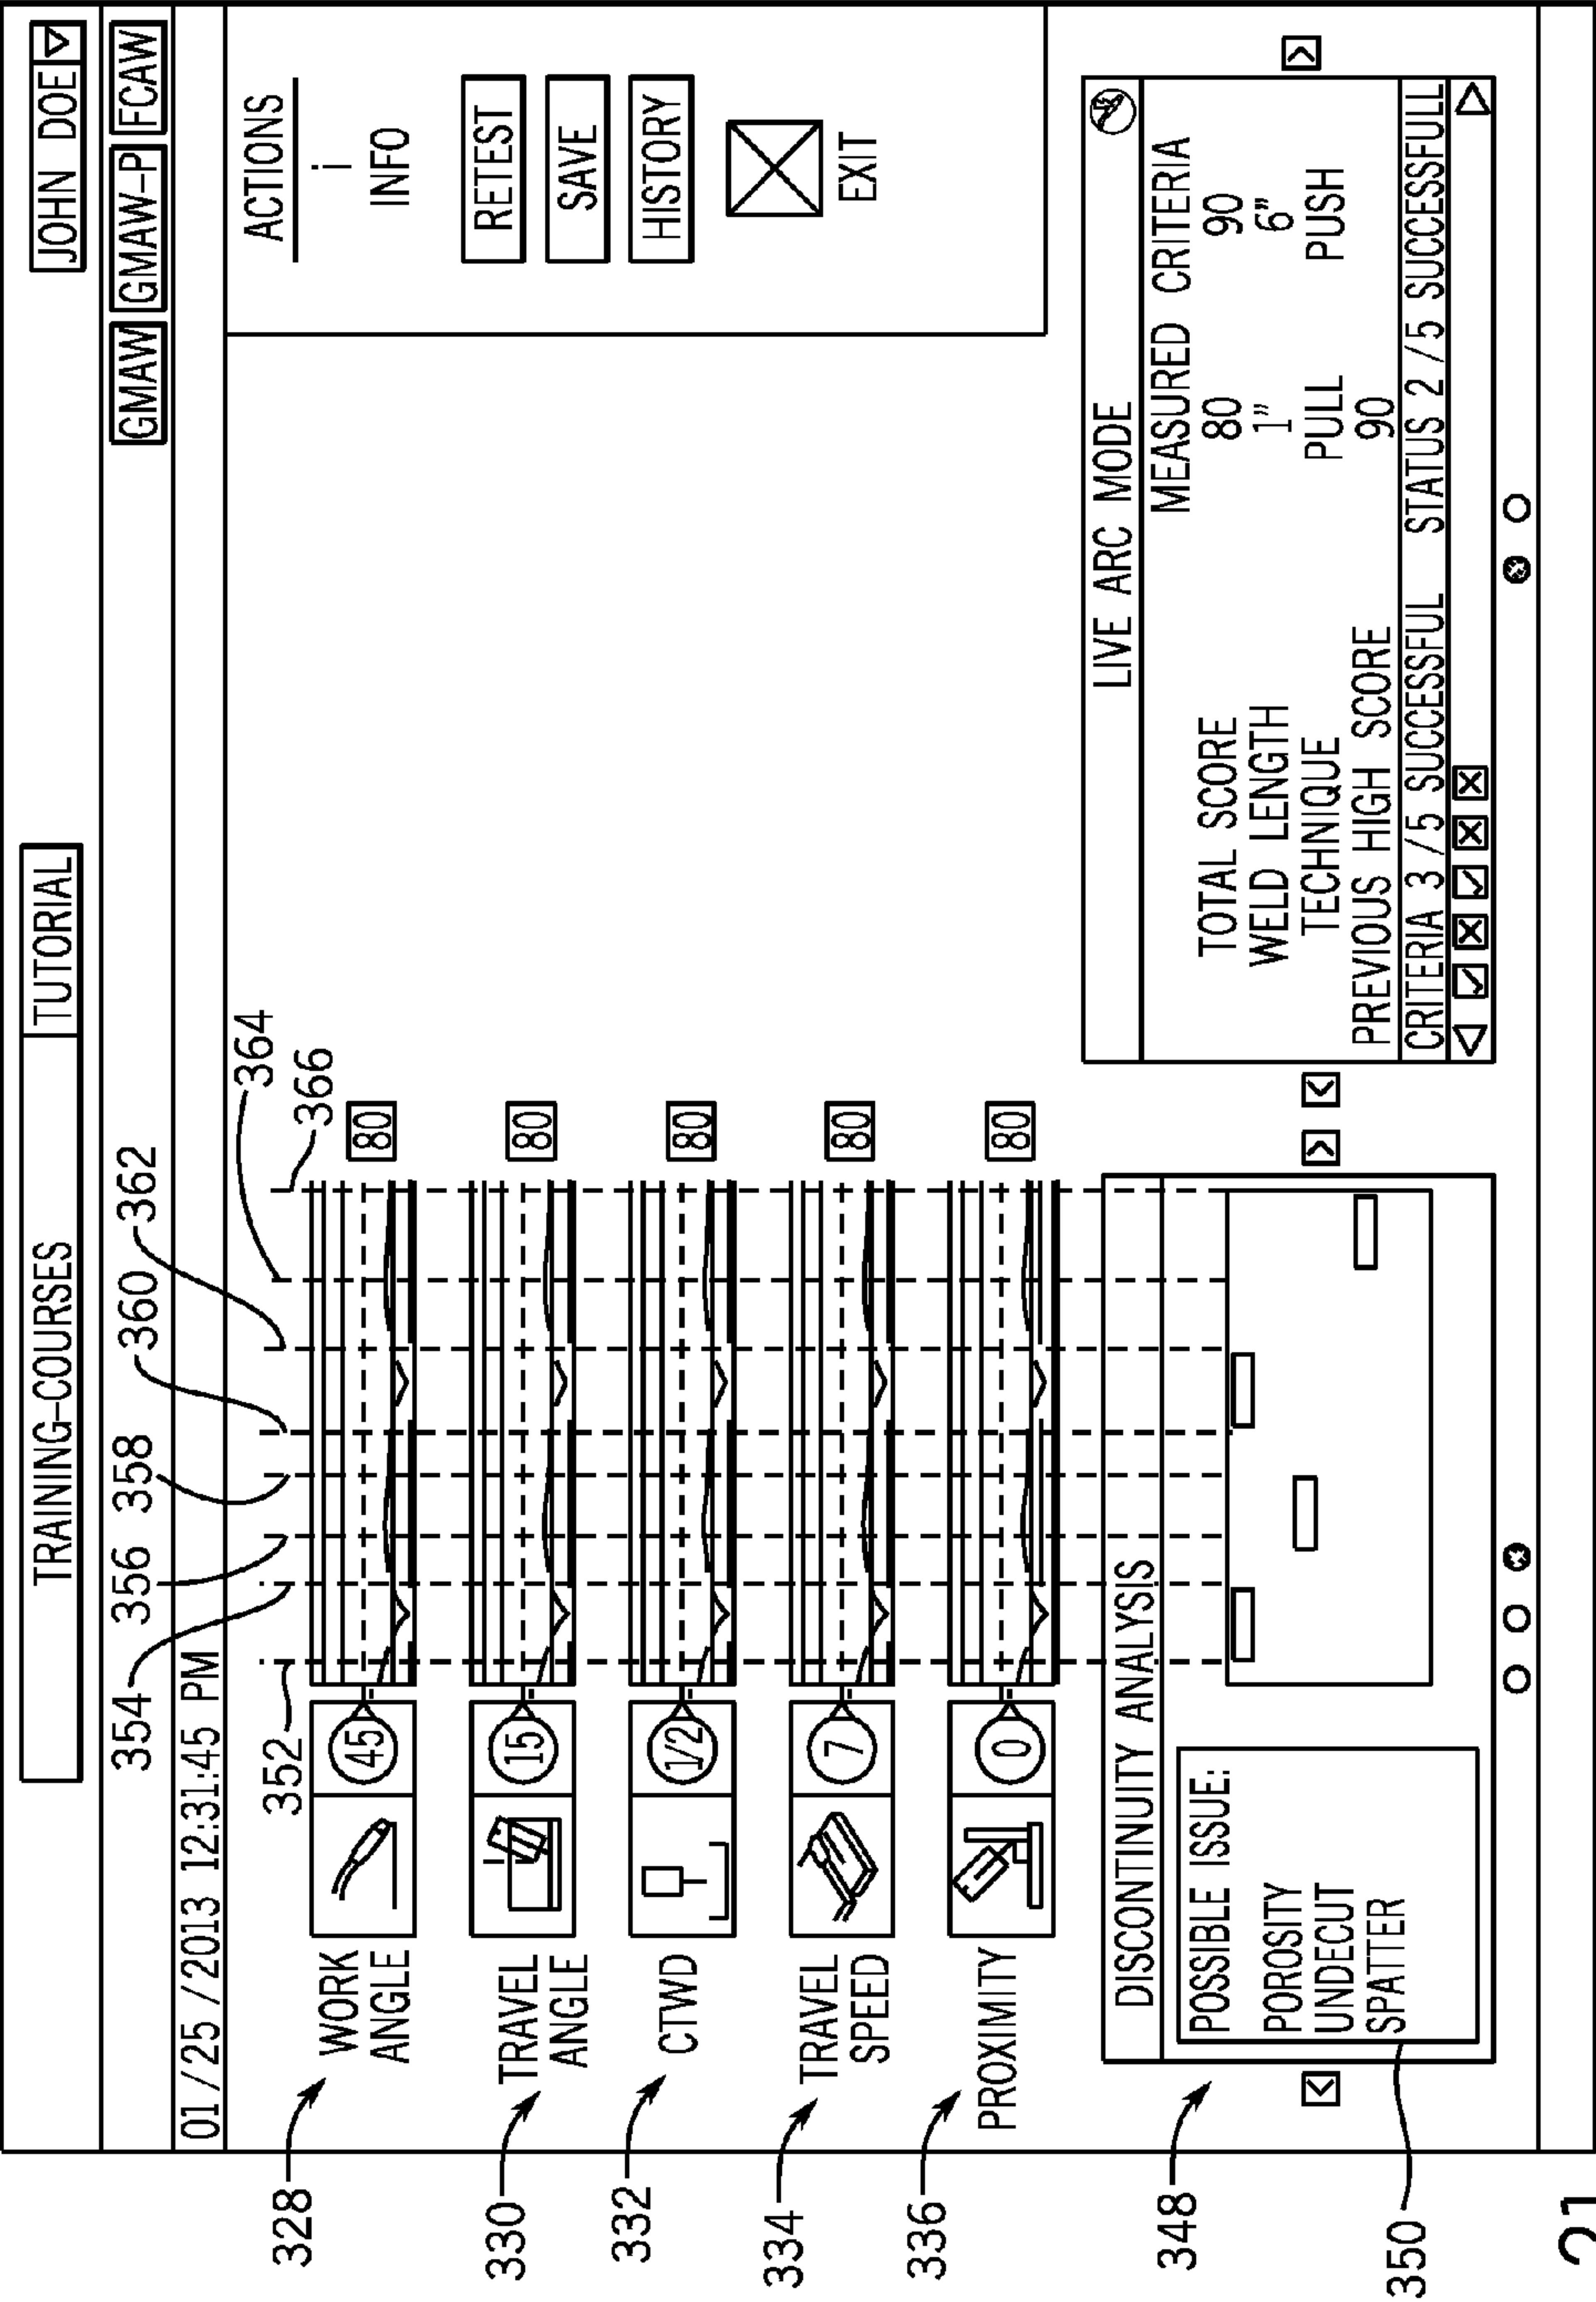 TRAINING-COURSES TUTORIAL
JOHN DOE
GMAW GMAW-P FCAW
01/25/2013 12:31:45 PM
354 356 358 360 362
352
364
366
ACTIONS
i
INFO
RETEST
SAVE
HISTORY
EXIT
328
WORK
ANGLE
45
80
330
TRAVEL
ANGLE
15
80
332
CTWD
1/2
80
334
TRAVEL
SPEED
7
80
336
PROXIMITY
0
80
348
DISCONTINUITY ANALYSIS
POSSIBLE ISSUE:
POROSITY
UNDECUT
SPATTER
350
LIVE ARC MODE
MEASURED CRITERIA
TOTAL SCORE 80 90
WELD LENGTH 1" 6"
TECHNIQUE PULL PUSH
PREVIOUS HIGH SCORE 90
CRITERIA 3/5 SUCCESSFUL STATUS 2/5 SUCCESSFULL